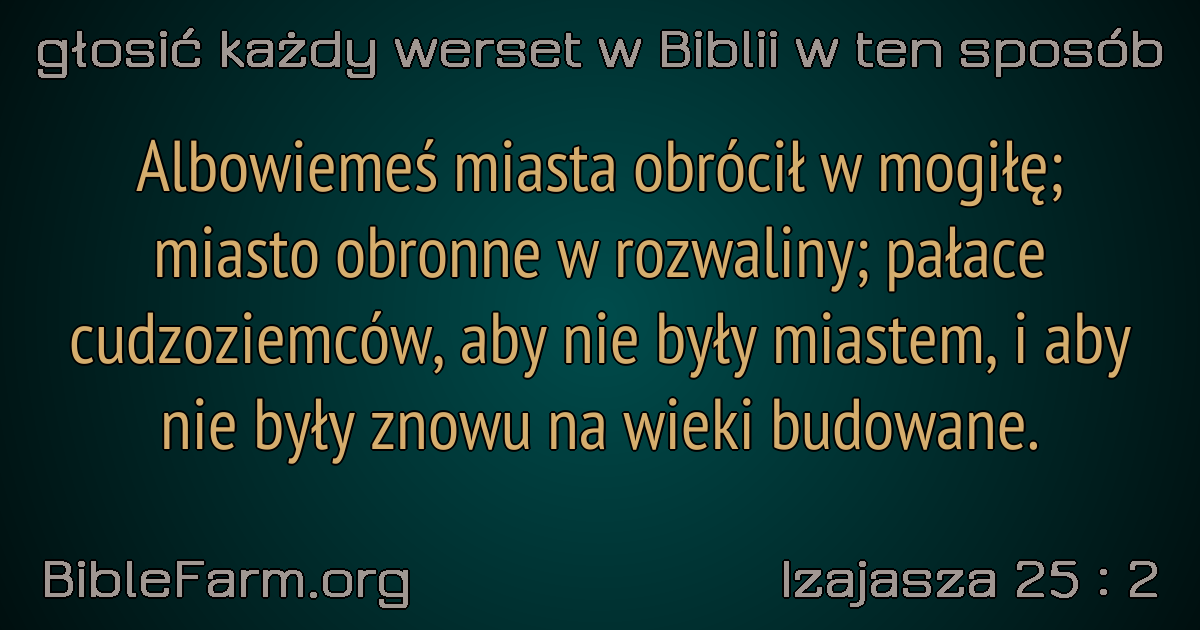 głosić każdy werset w Biblii w ten sposób
Albowiemeś miasta obrócił w mogiłę;
miasto obronne w rozwaliny; pałace
cudzoziemców, aby nie były miastem, i aby
nie były znowu na wieki budowane.
BibleFarm.org
Izajasza 25 : 2